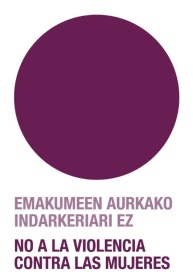 EMAKUMEEN AURKAKO
INDARKERIARI EZ
NO A LA VIOLENCIA
CONTRA LAS MUJERES